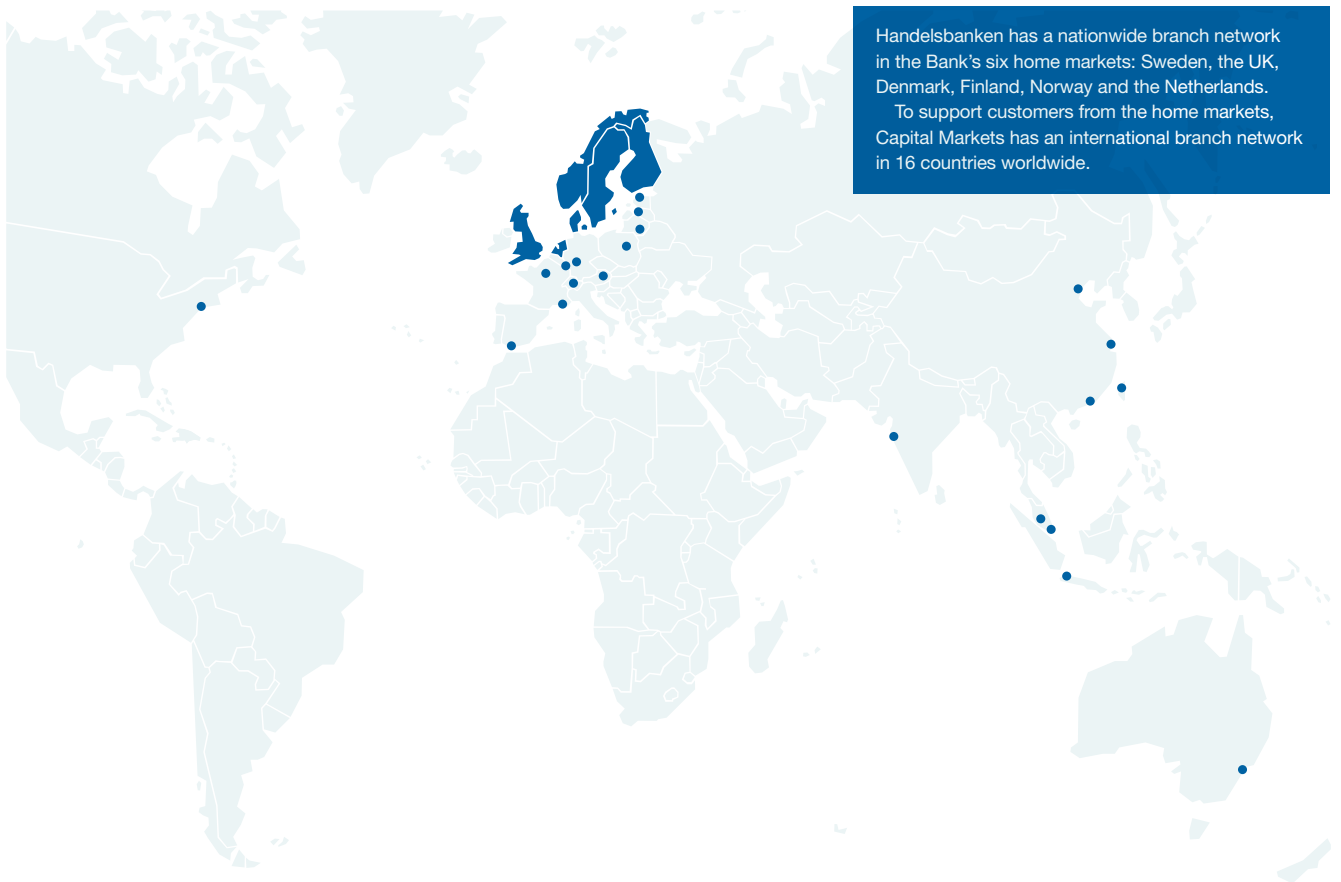 Handelsbanken has a nationwide branch network
in the Bank's six home markets: Sweden, the UK,
Denmark, Finland, Norway and the Netherlands.
To support customers from the home markets,
Capital Markets has an international branch network
in 16 countries worldwide.